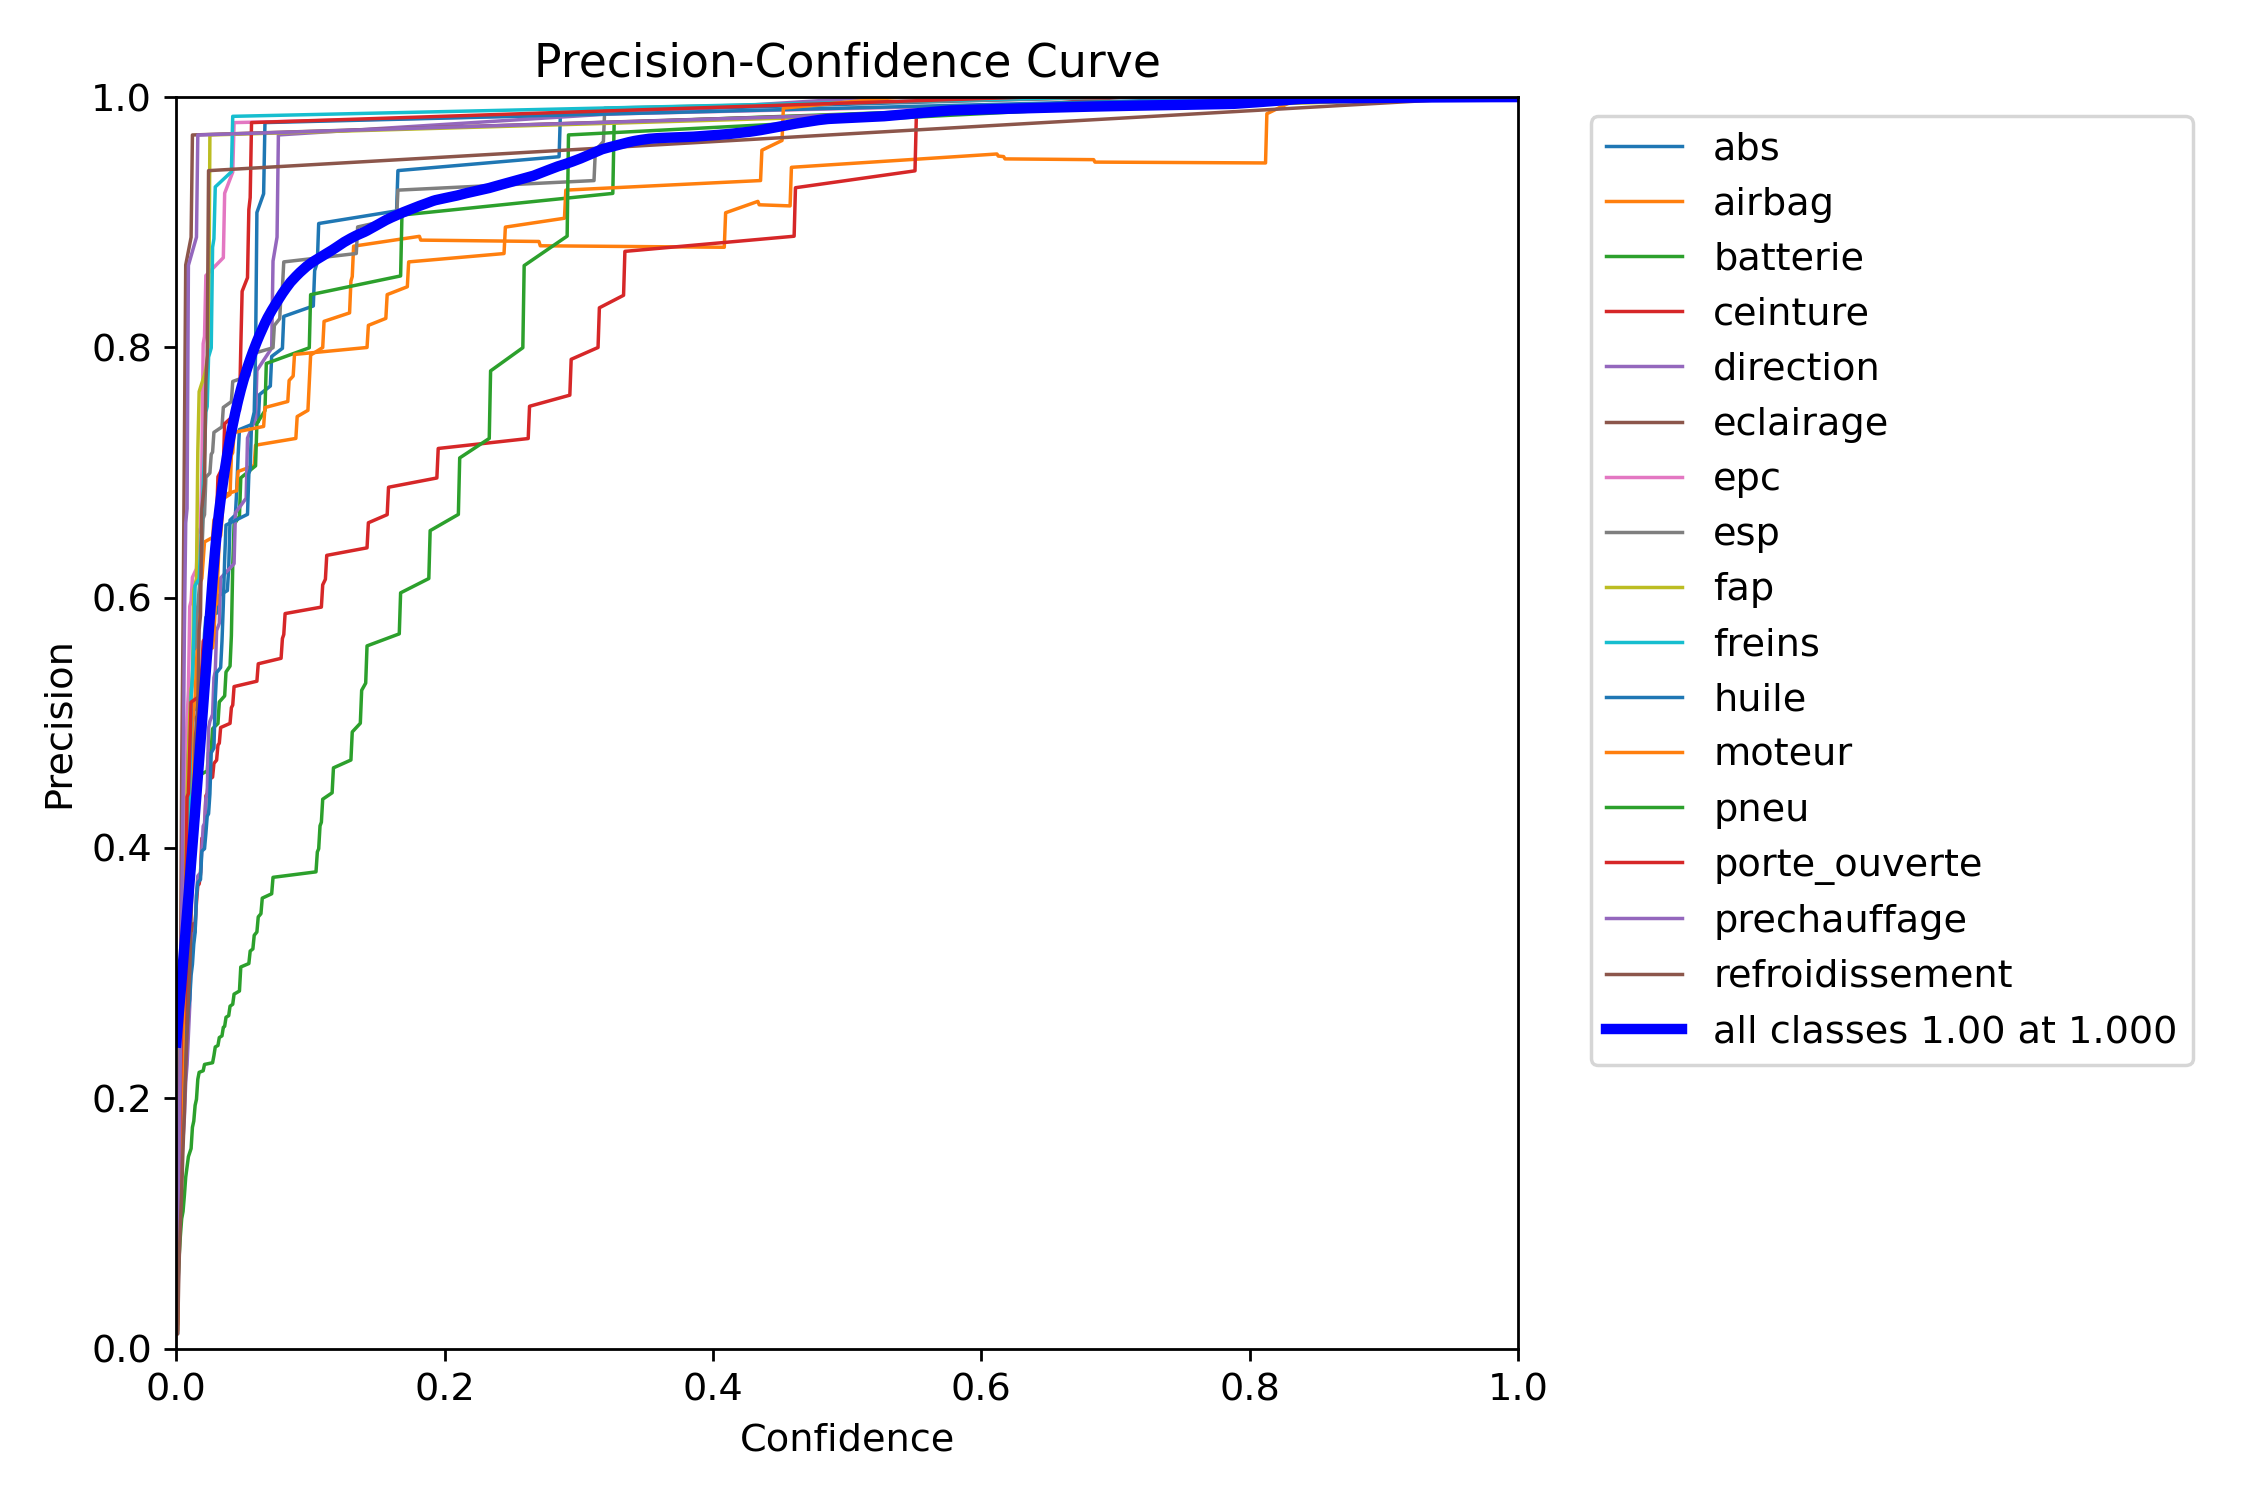 Precision-Confidence Curve
1.0
0.8
0.6
0.4
0.2
0.0
Precision
0.0 0.2 0.4 0.6 0.8 1.0
Confidence
abs
airbag
batterie
ceinture
direction
eclairage
epc
esp
fap
freins
huile
moteur
pneu
porte_ouverte
prechauffage
refroidissement
all classes 1.00 at 1.000